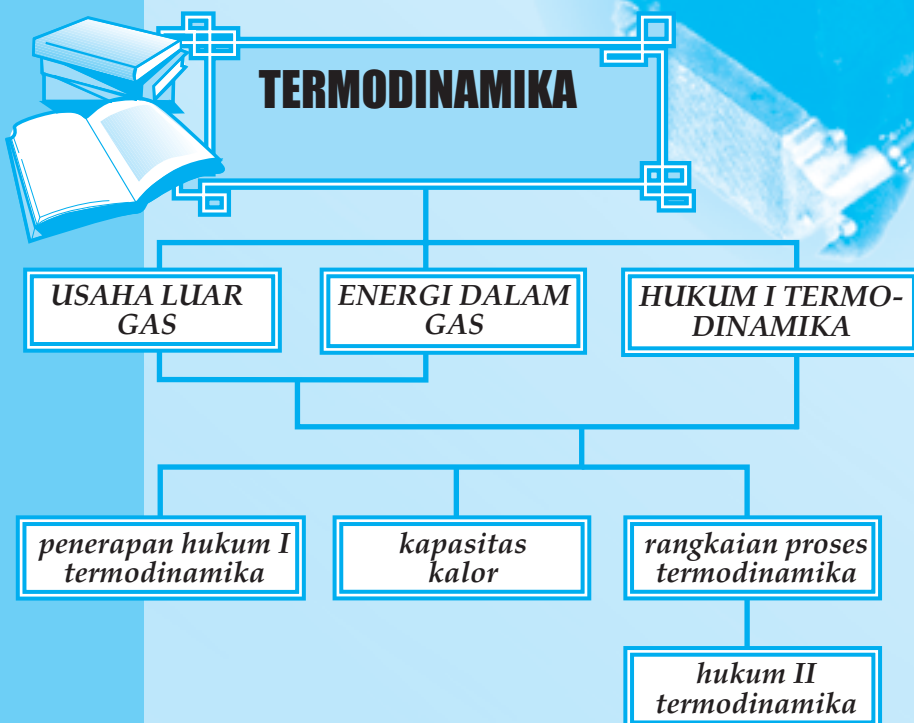 TERMODINAMIKA
USAHA LUAR
GAS
ENERGI DALAM
GAS
HUKUM I TERMO-
DINAMIKA
penerapan hukum I
termodinamika
kapasitas
kalor
rangkaian proses
termodinamika
hukum II
termodinamika